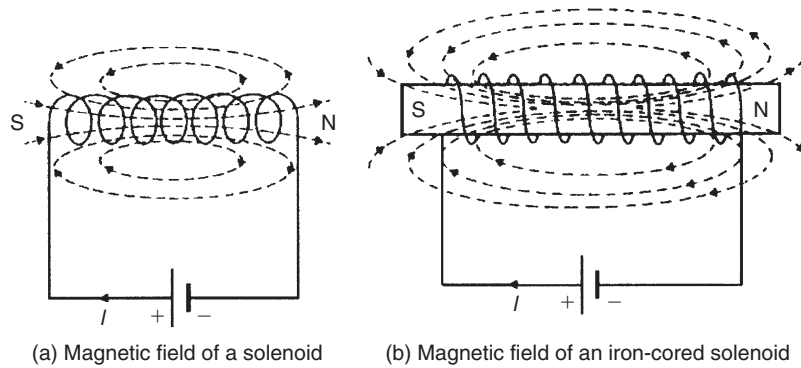 S
N
S
N
I
+
−
I
+
−
(a) Magnetic field of a solenoid
(b) Magnetic field of an iron-cored solenoid